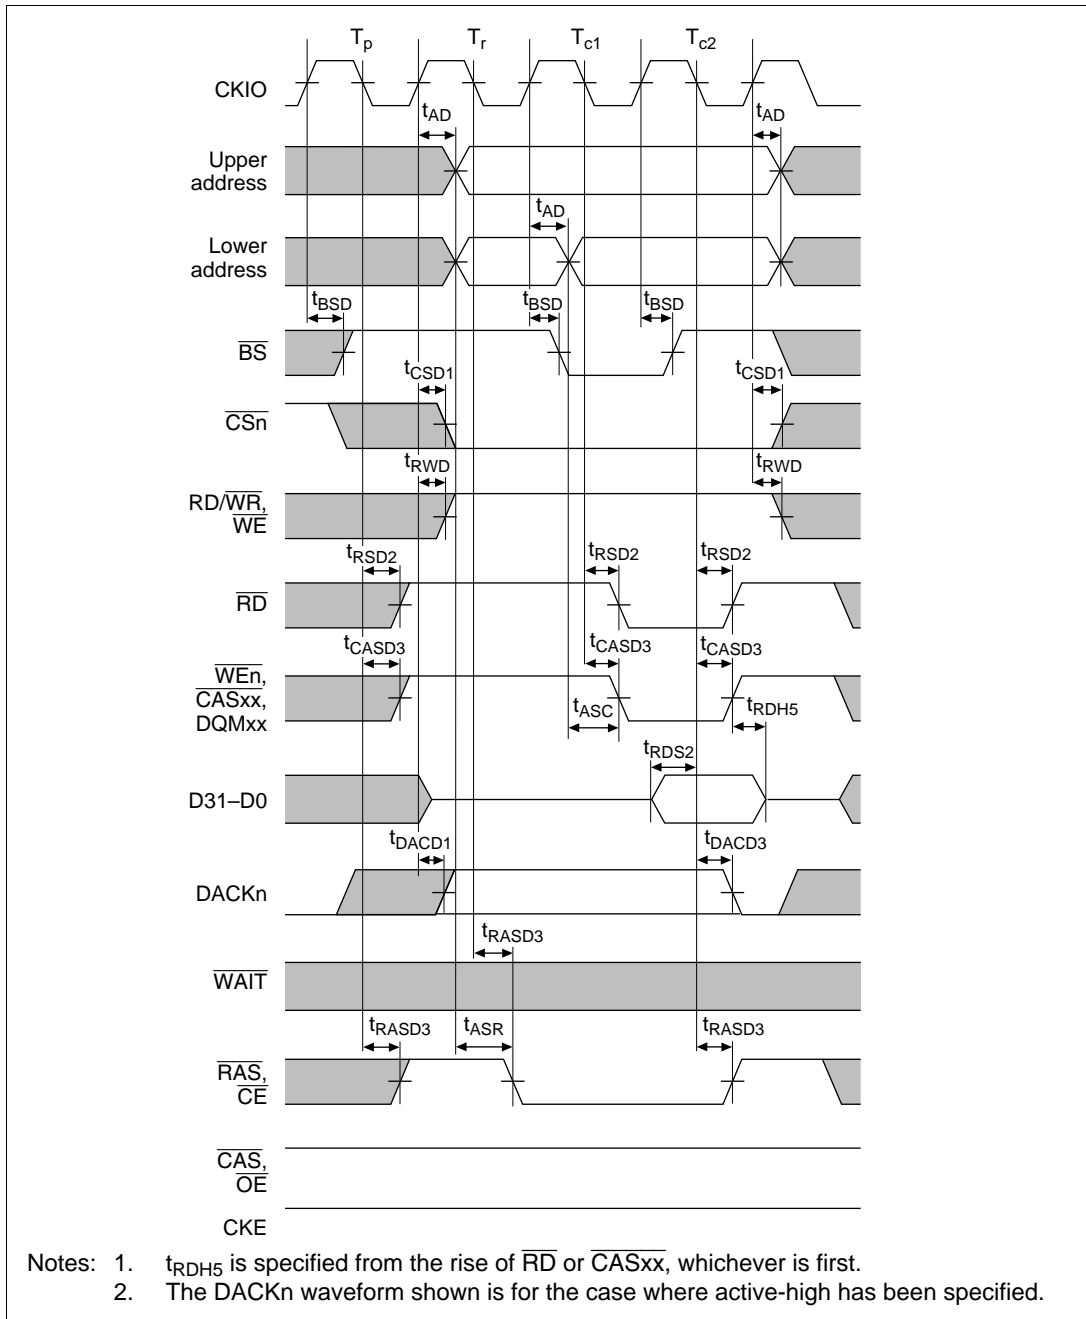 Tp Tr Tc1 Tc2
CKIO
tAD tAD
Upper
address
tAD
Lower
address
tBSD tBSD tBSD
BS
tCSD1 tCSD1
CSn
tRWD tRWD
RD/WR,
WE
tRSD2 tRSD2 tRSD2
RD
tCASD3 tCASD3 tCASD3
WEn,
CASxx,
DQMxx
tASC tRDH5
tRDS2
D31–D0
tDACD1 tDACD3
DACKn
tRASD3
WAIT
tRASD3 tASR tRASD3
RAS,
CE
CAS,
OE
CKE
Notes: 1. tRDH5 is specified from the rise of RD or CASxx, whichever is first.
2. The DACKn waveform shown is for the case where active-high has been specified.